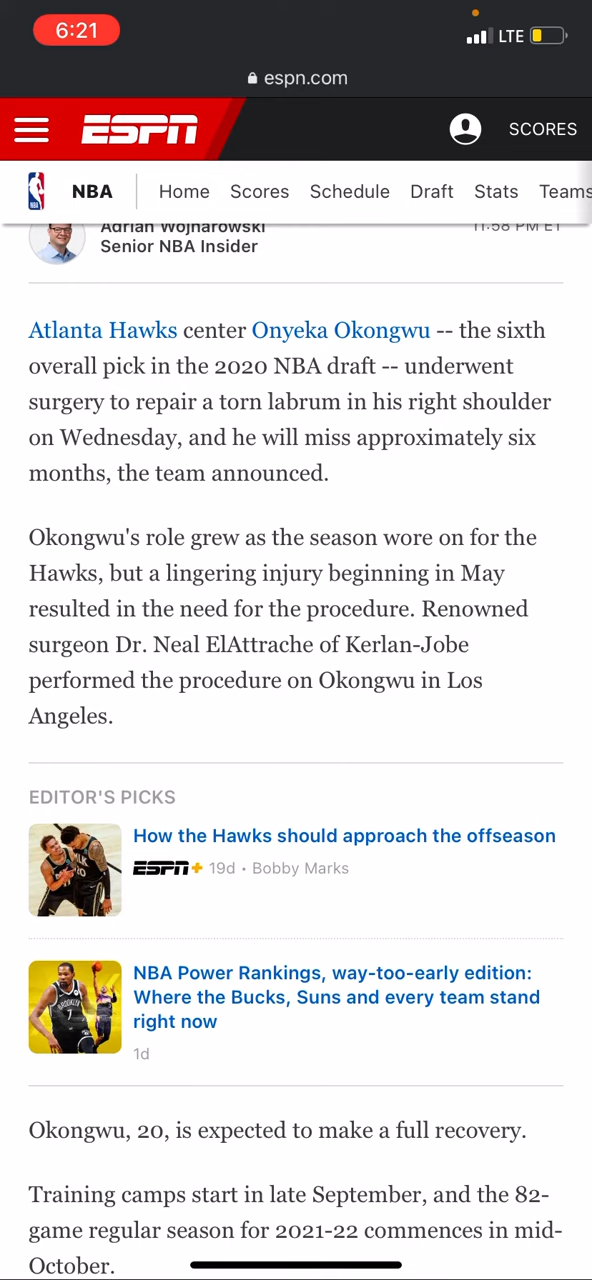 6:21
LTE
espn.com
ESPN
SCORES
NBA
Home Scores Schedule Draft Stats Teams
Adrian Wojnarowski
11:58 PM ET
Senior NBA Insider
Atlanta Hawks center Onyeka Okongwu -- the sixth
overall pick in the 2020 NBA draft -- underwent
surgery to repair a torn labrum in his right shoulder
on Wednesday, and he will miss approximately six
months, the team announced.
Okongwu's role grew as the season wore on for the
Hawks, but a lingering injury beginning in May
resulted in the need for the procedure. Renowned
surgeon Dr. Neal ElAttrache of Kerlan-Jobe
performed the procedure on Okongwu in Los
Angeles.
EDITOR'S PICKS
How the Hawks should approach the offseason
ESPN+ 19d • Bobby Marks
NBA Power Rankings, way-too-early edition:
Where the Bucks, Suns and every team stand
right now
1d
Okongwu, 20, is expected to make a full recovery.
Training camps start in late September, and the 82-
game regular season for 2021-22 commences in mid-
October.